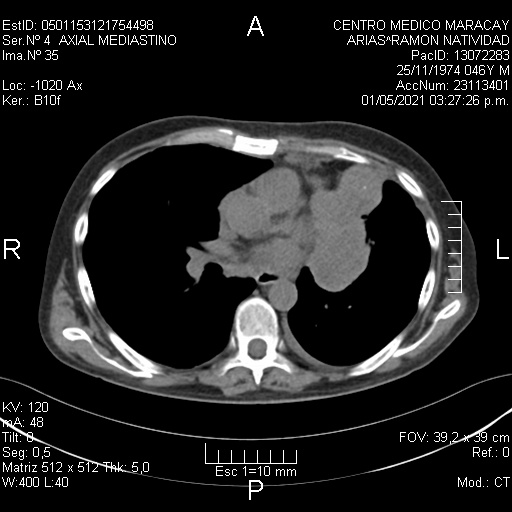 EstID: 0501153121754498
Ser.Nº 4 AXIAL MEDIASTINO
Ima.Nº 35
Loc: -1020 Ax
Ker.: B10f
A
CENTRO MEDICO MARACAY
ARIAS^RAMON NATIVIDAD
PacID: 13072283
25/11/1974 046Y M
AccNum: 23113401
01/05/2021 03:27:26 p.m.
R
L
KV: 120
mA: 48
Tilt: 0
Seg: 0,5
Matriz 512 x 512 Thk: 5,0
W:400 L:40
Esc 1=10 mm
P
FOV: 39,2 x 39 cm
Ref.: 0
Mod.: CT